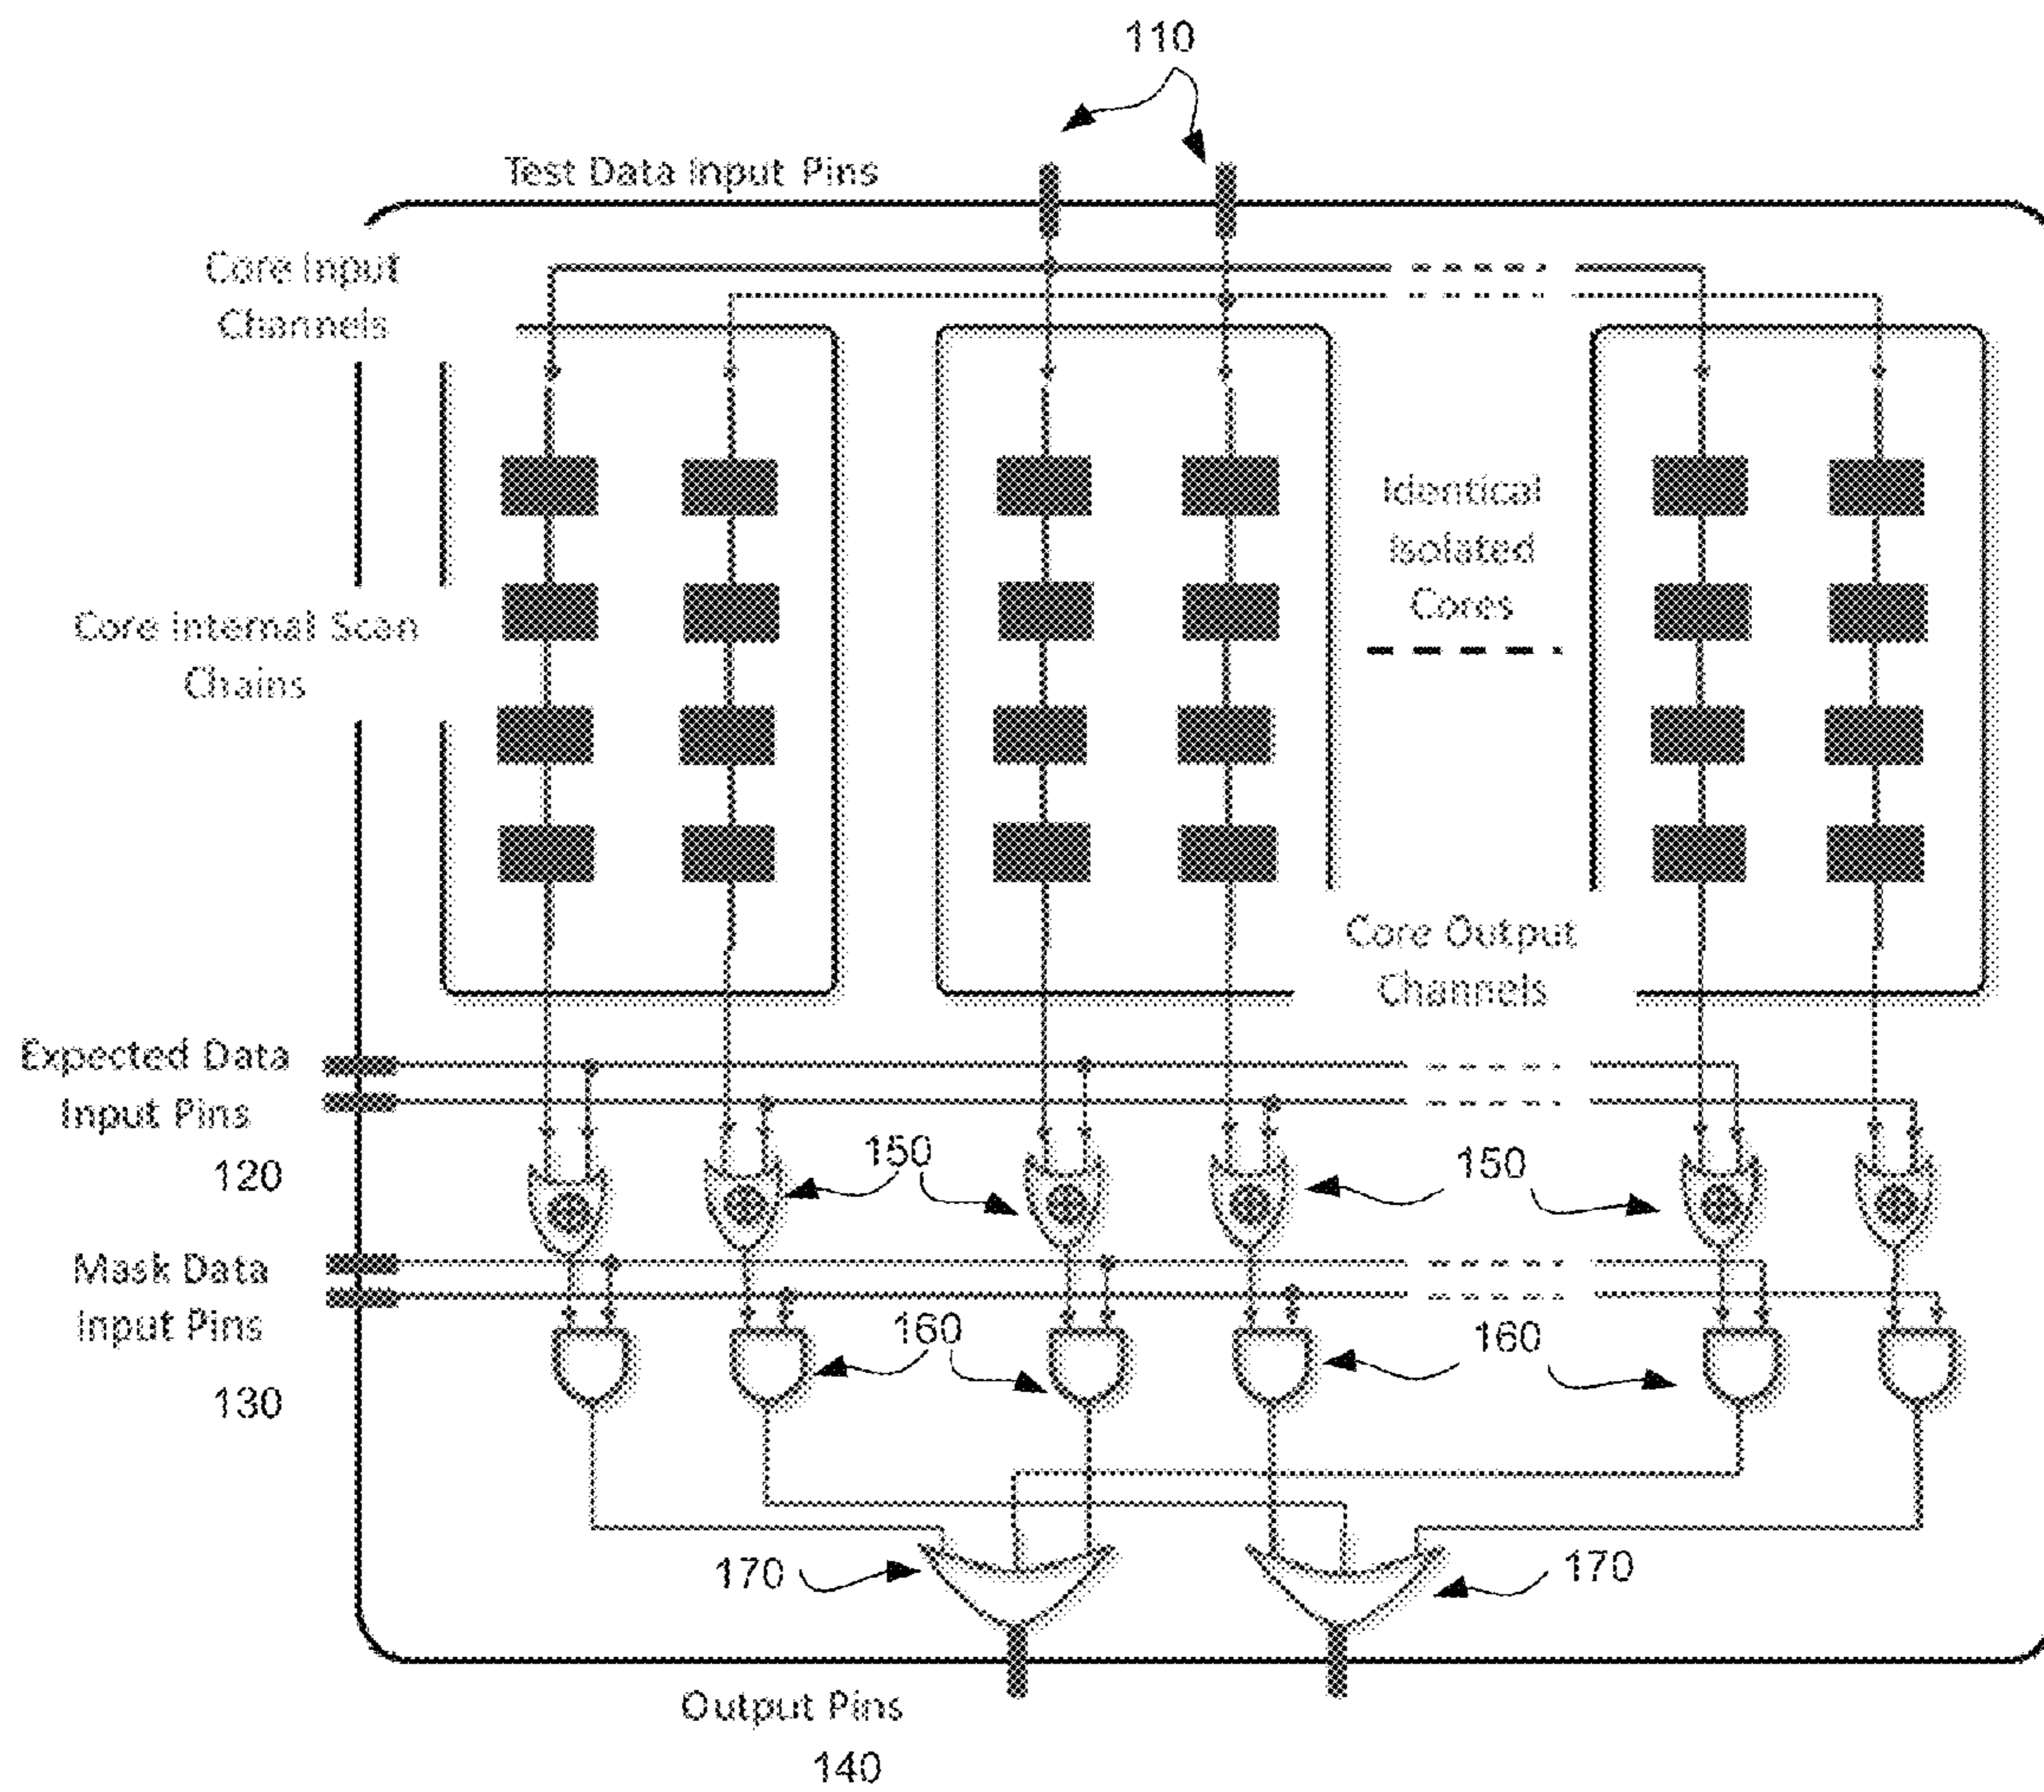 110
Test Data Input Pins
Core Input
Channels
Identical
Isolated
Cores
Core internal Scan
Chains
Core Output
Channels
Expected Data
Input Pins
120
150
150
Mask Data
Input Pins
130
160
160
170
170
Output Pins
140